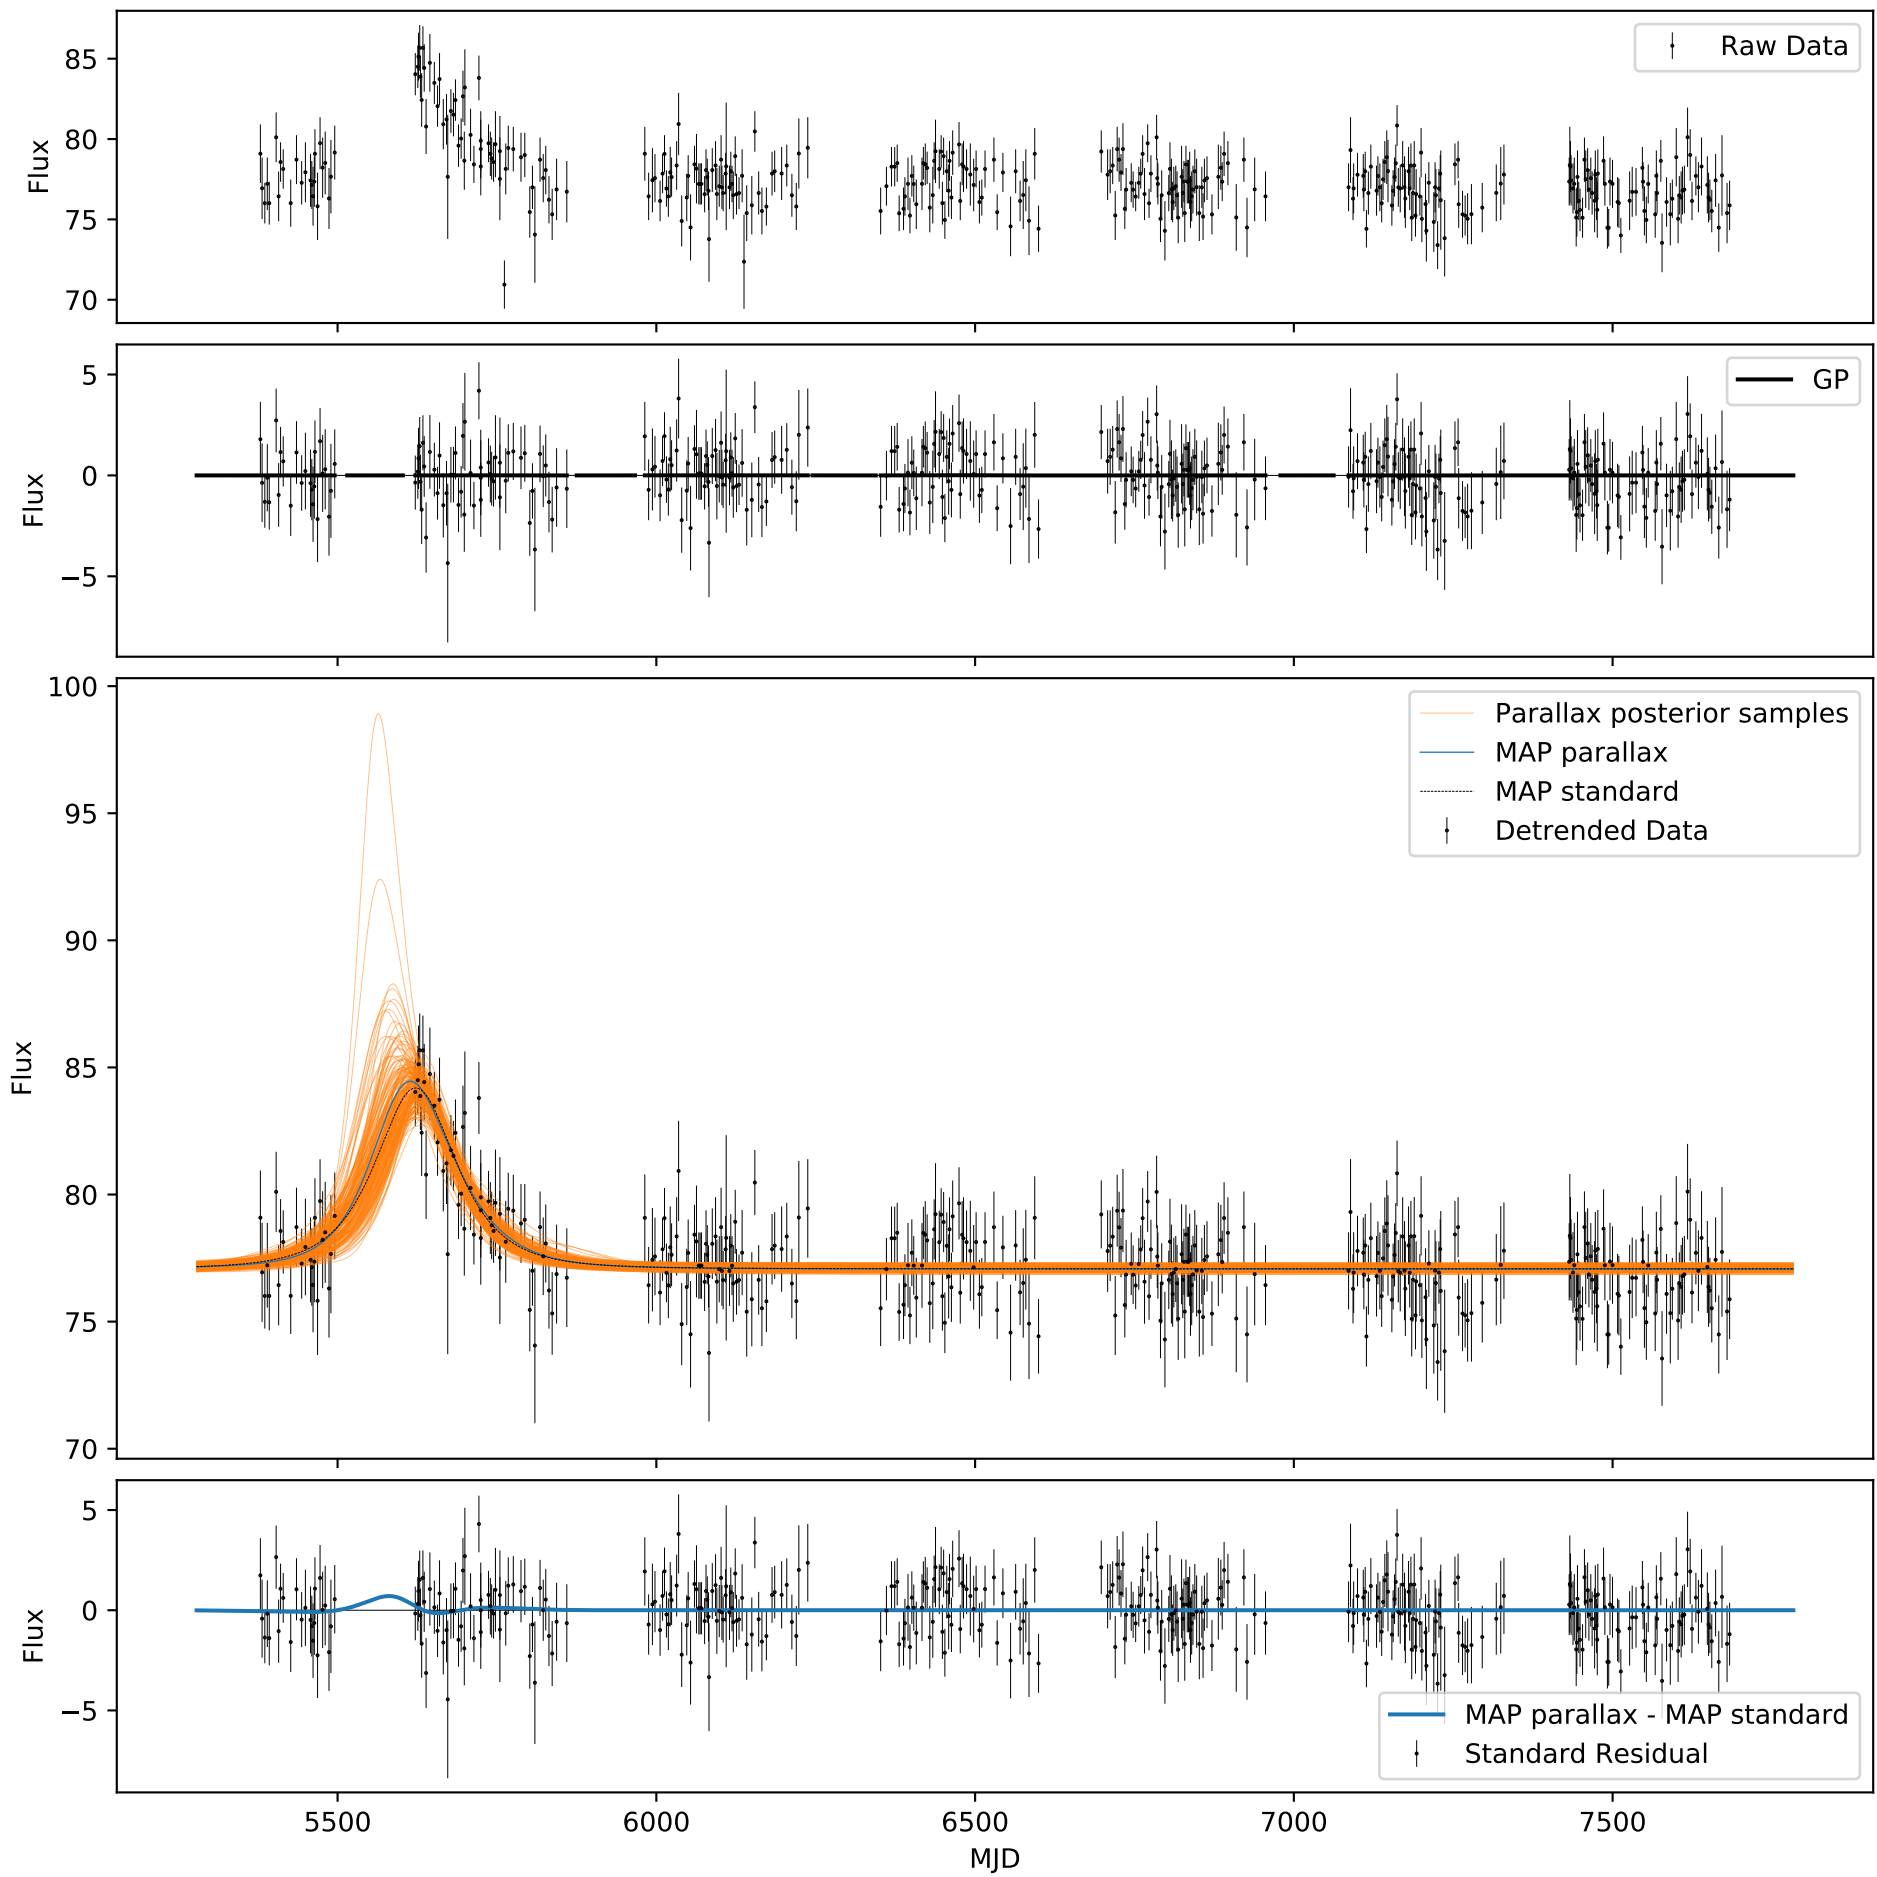 85
80
75
70
Flux
Raw Data
5
0
−5
Flux
GP
100
95
90
85
80
75
70
Flux
Parallax posterior samples
MAP parallax
MAP standard
Detrended Data
5
0
−5
Flux
MAP parallax - MAP standard
Standard Residual
5500 6000 6500 7000 7500
MJD